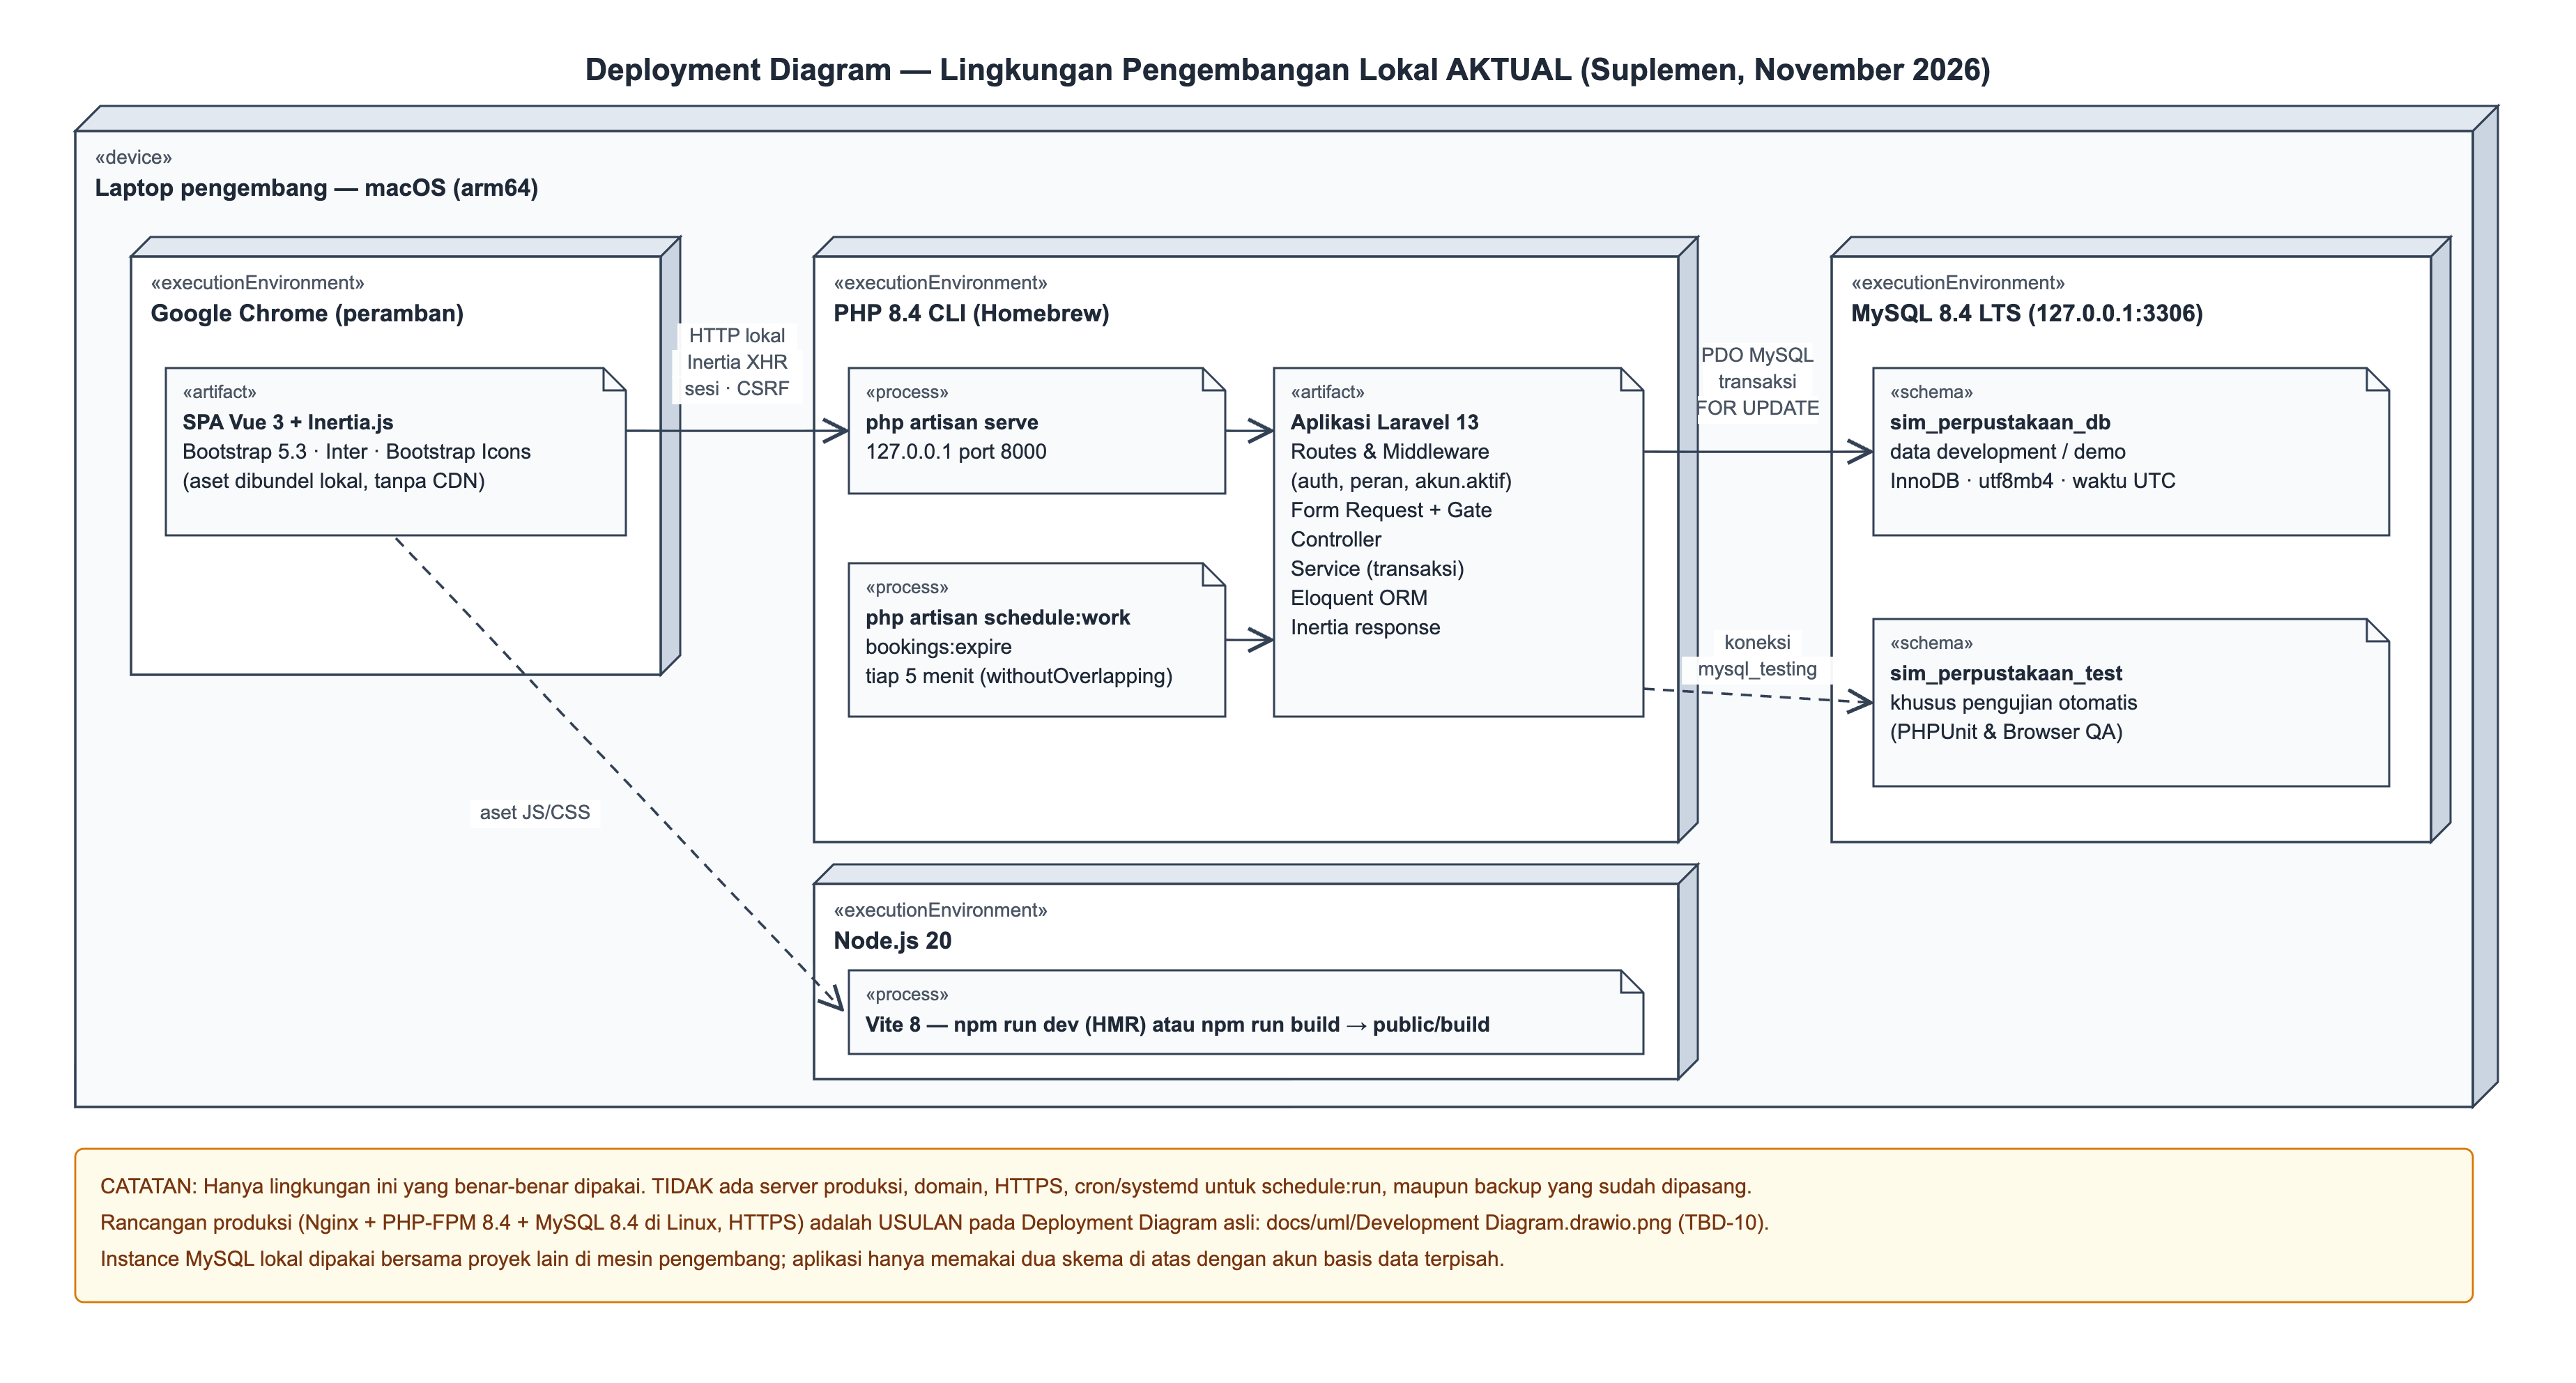 Deployment Diagram — Lingkungan Pengembangan Lokal AKTUAL (Suplemen, November 2026)
«device»
Laptop pengembang — macOS (arm64)
«executionEnvironment»
Google Chrome (peramban)
«artifact»
SPA Vue 3 + Inertia.js
Bootstrap 5.3 · Inter · Bootstrap Icons
(aset dibundel lokal, tanpa CDN)
HTTP lokal
Inertia XHR
sesi · CSRF
«executionEnvironment»
PHP 8.4 CLI (Homebrew)
«process»
php artisan serve
127.0.0.1 port 8000
«process»
php artisan schedule:work
bookings:expire
tiap 5 menit (withoutOverlapping)
«artifact»
Aplikasi Laravel 13
Routes & Middleware
(auth, peran, akun.aktif)
Form Request + Gate
Controller
Service (transaksi)
Eloquent ORM
Inertia response
PDO MySQL
transaksi
FOR UPDATE
koneksi
mysql_testing
«executionEnvironment»
MySQL 8.4 LTS (127.0.0.1:3306)
«schema»
sim_perpustakaan_db
data development / demo
InnoDB · utf8mb4 · waktu UTC
«schema»
sim_perpustakaan_test
khusus pengujian otomatis
(PHPUnit & Browser QA)
aset JS/CSS
«executionEnvironment»
Node.js 20
«process»
Vite 8 — npm run dev (HMR) atau npm run build → public/build
CATATAN: Hanya lingkungan ini yang benar-benar dipakai. TIDAK ada server produksi, domain, HTTPS, cron/systemd untuk schedule:run, maupun backup yang sudah dipasang.
Rancangan produksi (Nginx + PHP-FPM 8.4 + MySQL 8.4 di Linux, HTTPS) adalah USULAN pada Deployment Diagram asli: docs/uml/Development Diagram.drawio.png (TBD-10).
Instance MySQL lokal dipakai bersama proyek lain di mesin pengembang; aplikasi hanya memakai dua skema di atas dengan akun basis data terpisah.